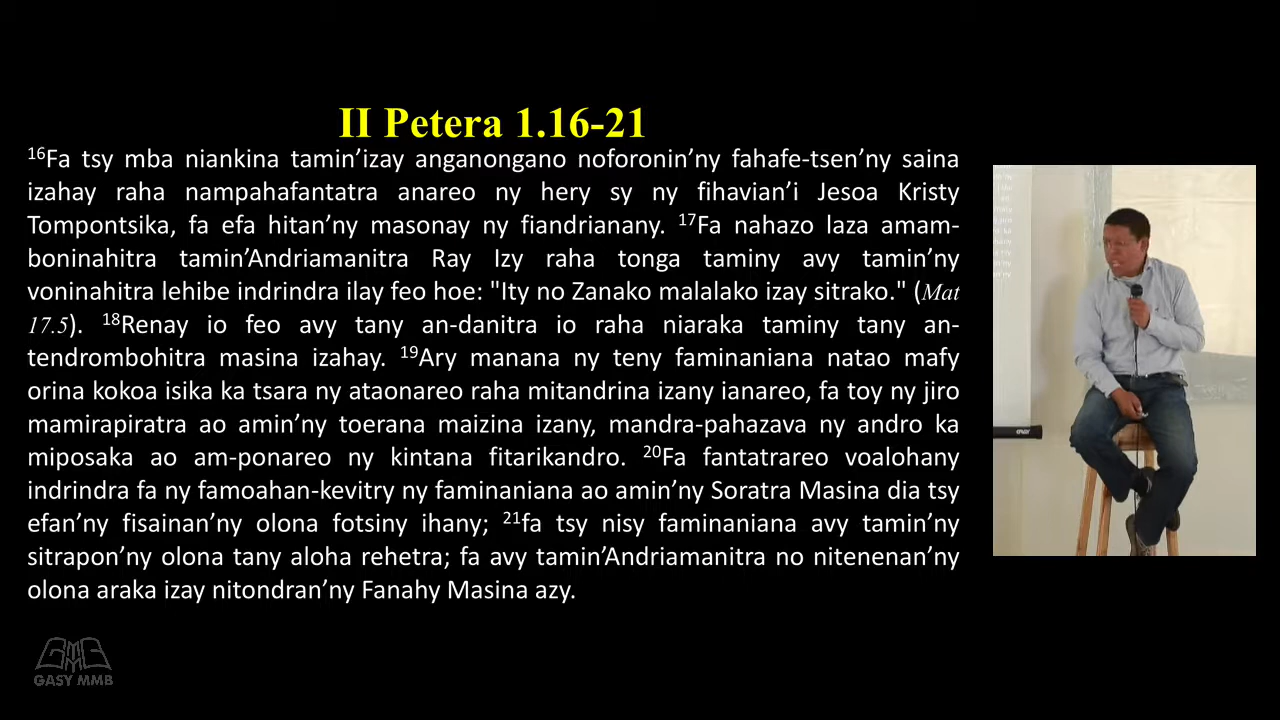 II Petera 1.16-21
¹⁶Fa tsy mba niankina tamin’izay anganongano noforonin’ny fahafe-tsen’ny saina
izahay raha nampahafantatra anareo ny hery sy ny fihavian’i Jesoa Kristy
Tompontsika, fa efa hitan’ny masonay ny fiandrianany. ¹⁷Fa nahazo laza amam-
boninahitra tamin’Andriamanitra Ray Izy raha tonga taminy avy tamin’ny
voninahitra lehibe indrindra ilay feo hoe: "Ity no Zanako malalako izay sitrako." (Mat
17.5). ¹⁸Renay io feo avy tany an-danitra io raha niaraka taminy tany an-
tendrombohitra masina izahay. ¹⁹Ary manana ny teny faminaniana natao mafy
orina kokoa isika ka tsara ny ataonareo raha mitandrina izany ianareo, fa toy ny jiro
mamirapiratra ao amin’ny toerana maizina izany, mandra-pahazava ny andro ka
miposaka ao am-ponareo ny kintana fitarikandro. ²⁰Fa fantatrareo voalohany
indrindra fa ny famoahan-kevitry ny faminaniana ao amin’ny Soratra Masina dia tsy
efan’ny fisainan’ny olona fotsiny ihany; ²¹fa tsy nisy faminaniana avy tamin’ny
sitrapon’ny olona tany aloha rehetra; fa avy tamin’Andriamanitra no nitenenan’ny
olona araka izay nitondran’ny Fanahy Masina azy.
GASY MMB